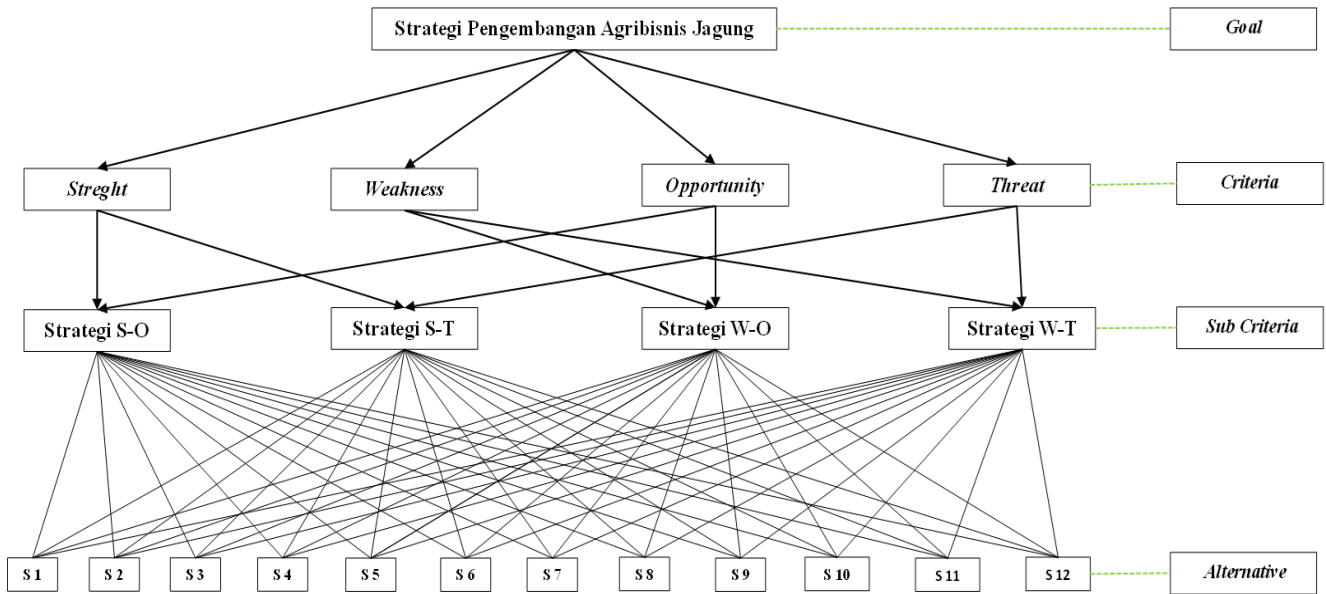 Strategi Pengembangan Agribisnis Jagung
Goal
Streght
Weakness
Opportunity
Threat
Criteria
Strategi S-O
Strategi S-T
Strategi W-O
Strategi W-T
Sub Criteria
S 1
S 2
S 3
S 4
S 5
S 6
S 7
S 8
S 9
S 10
S 11
S 12
Alternative